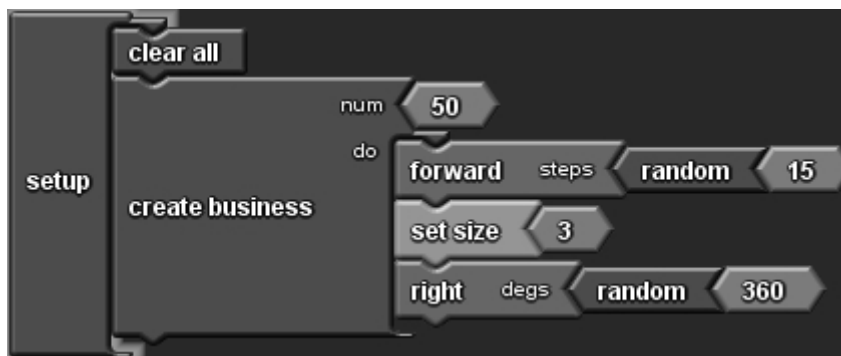 clear all
num 50
do
forward steps random 15
setup
create business
set size 3
right degs random 360